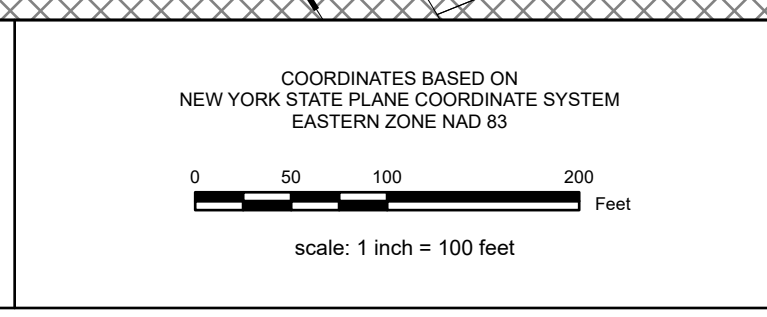 COORDINATES BASED ON
NEW YORK STATE PLANE COORDINATE SYSTEM
EASTERN ZONE NAD 83
0 50 100 200
Feet
scale: 1 inch = 100 feet